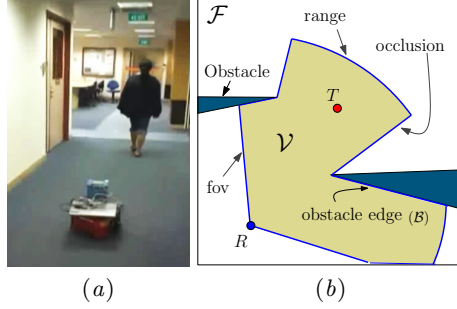 𝓕
range
occlusion
Obstacle
T
𝒱
fov
obstacle edge (𝓑)
R
(a)
(b)